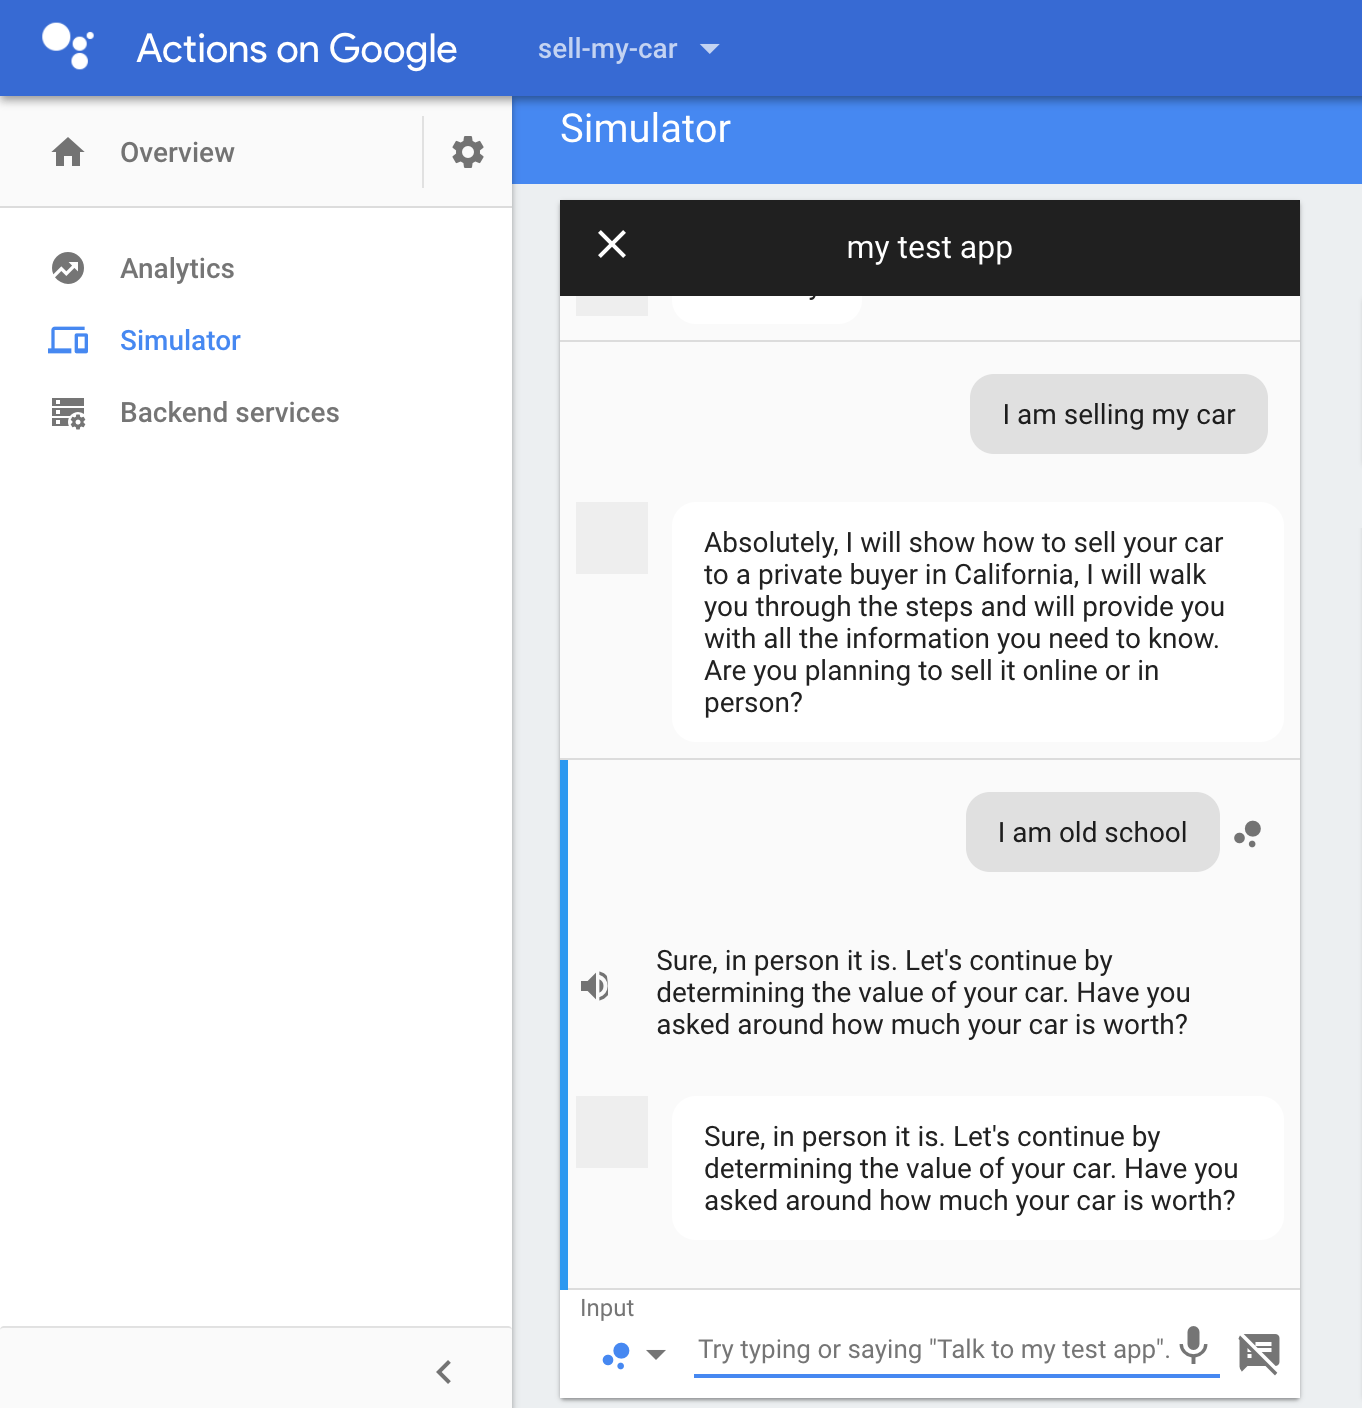 Actions on Google
sell-my-car
Overview
Simulator
Analytics
Simulator
Backend services
my test app
I am selling my car
Absolutely, I will show how to sell your car
to a private buyer in California, I will walk
you through the steps and will provide you
with all the information you need to know.
Are you planning to sell it online or in
person?
I am old school
Sure, in person it is. Let's continue by
determining the value of your car. Have you
asked around how much your car is worth?
Sure, in person it is. Let's continue by
determining the value of your car. Have you
asked around how much your car is worth?
Input
Try typing or saying "Talk to my test app".